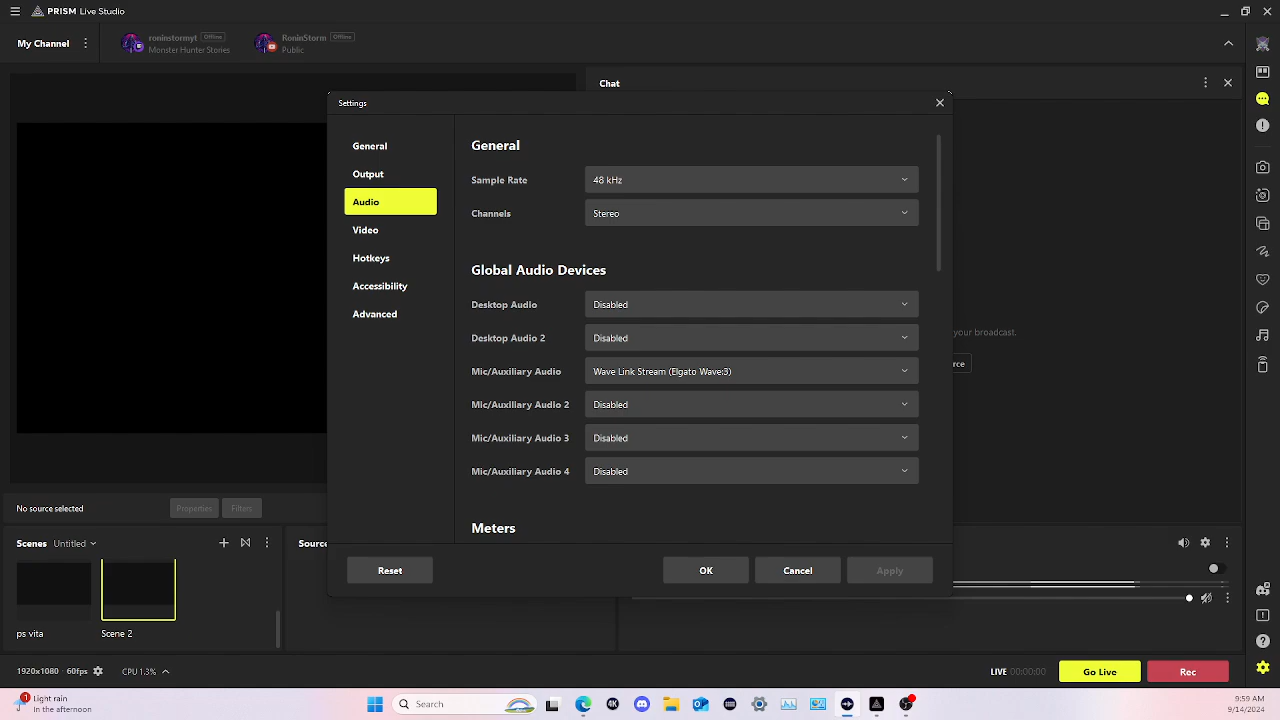 PRISM Live Studio
My Channel
roninstormyt Offline
Monster Hunter Stories
Ronin5torm Offline
Public
Chat
Settings
General
Output
Audio
Video
Hotkeys
Accessibility
Advanced
General
Sample Rate 48 kHz
Channels Stereo
Global Audio Devices
Desktop Audio Disabled
Desktop Audio 2 Disabled
Mic/Auxiliary Audio Wave Link Stream (Elgato Wave:3)
Mic/Auxiliary Audio 2 Disabled
Mic/Auxiliary Audio 3 Disabled
Mic/Auxiliary Audio 4 Disabled
Meters
Reset OK Cancel Apply
your broadcast.
rce
No source selected Properties Filters
Scenes Untitled
Sourc
ps vita Scene 2
1920x1080 · 60fps CPU 1.3%
LIVE 00:00:00 Go Live Rec
1
Light rain
In the afternoon
Search
4K
9:59 AM
9/14/2024